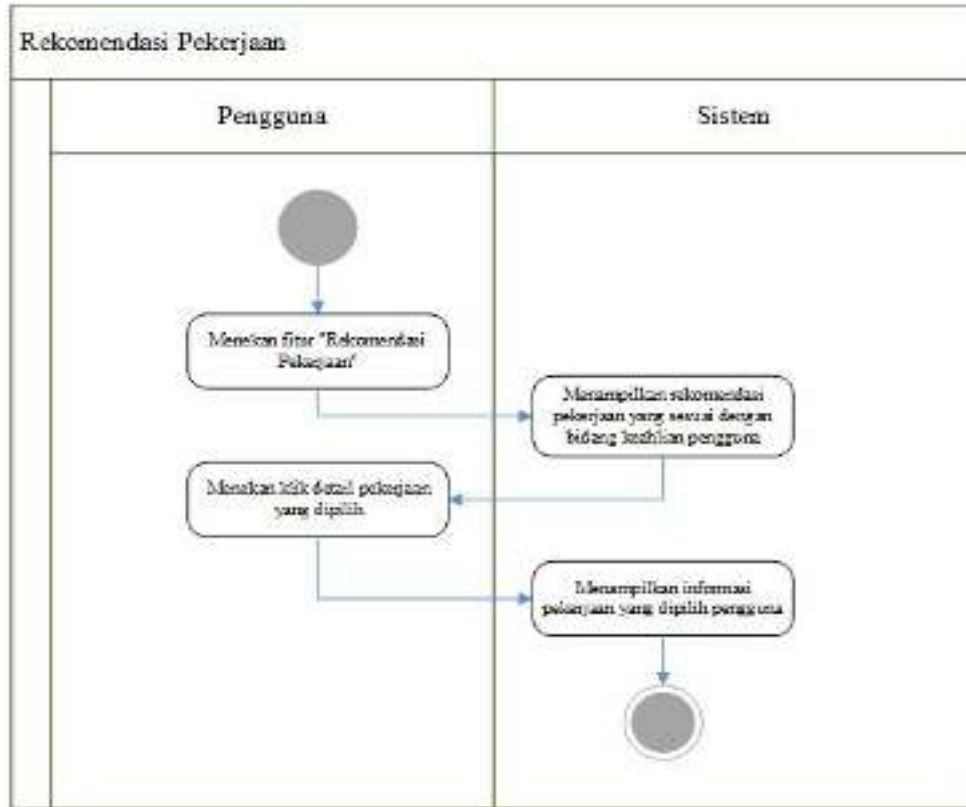 Rekomendasi Pekerjaan
Pengguna
Sistem
Menekan fitur "Rekomendasi
Pekerjaan"
Menampilkan rekomendasi
pekerjaan yang sesuai dengan
bidang keahlian pengguna
Menekan klik detail pekerjaan
yang dipilih
Menampilkan informasi
pekerjaan yang dipilih pengguna